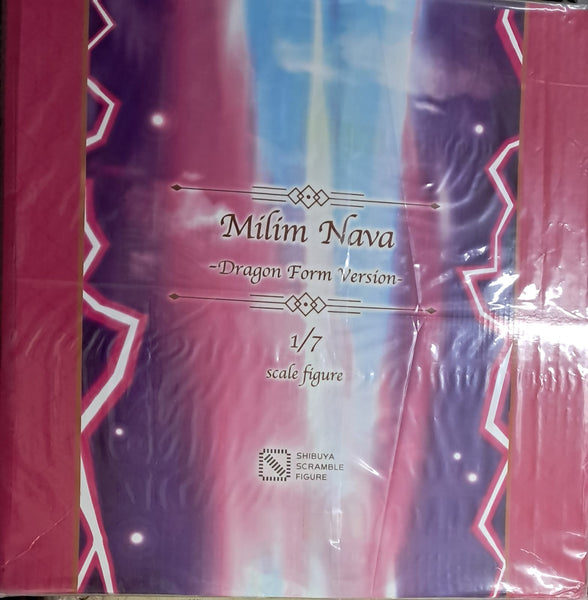 Milim Nava
-Dragon Form Version-
1/7
scale figure
SHIBUYA
SCRAMBLE
FIGURE